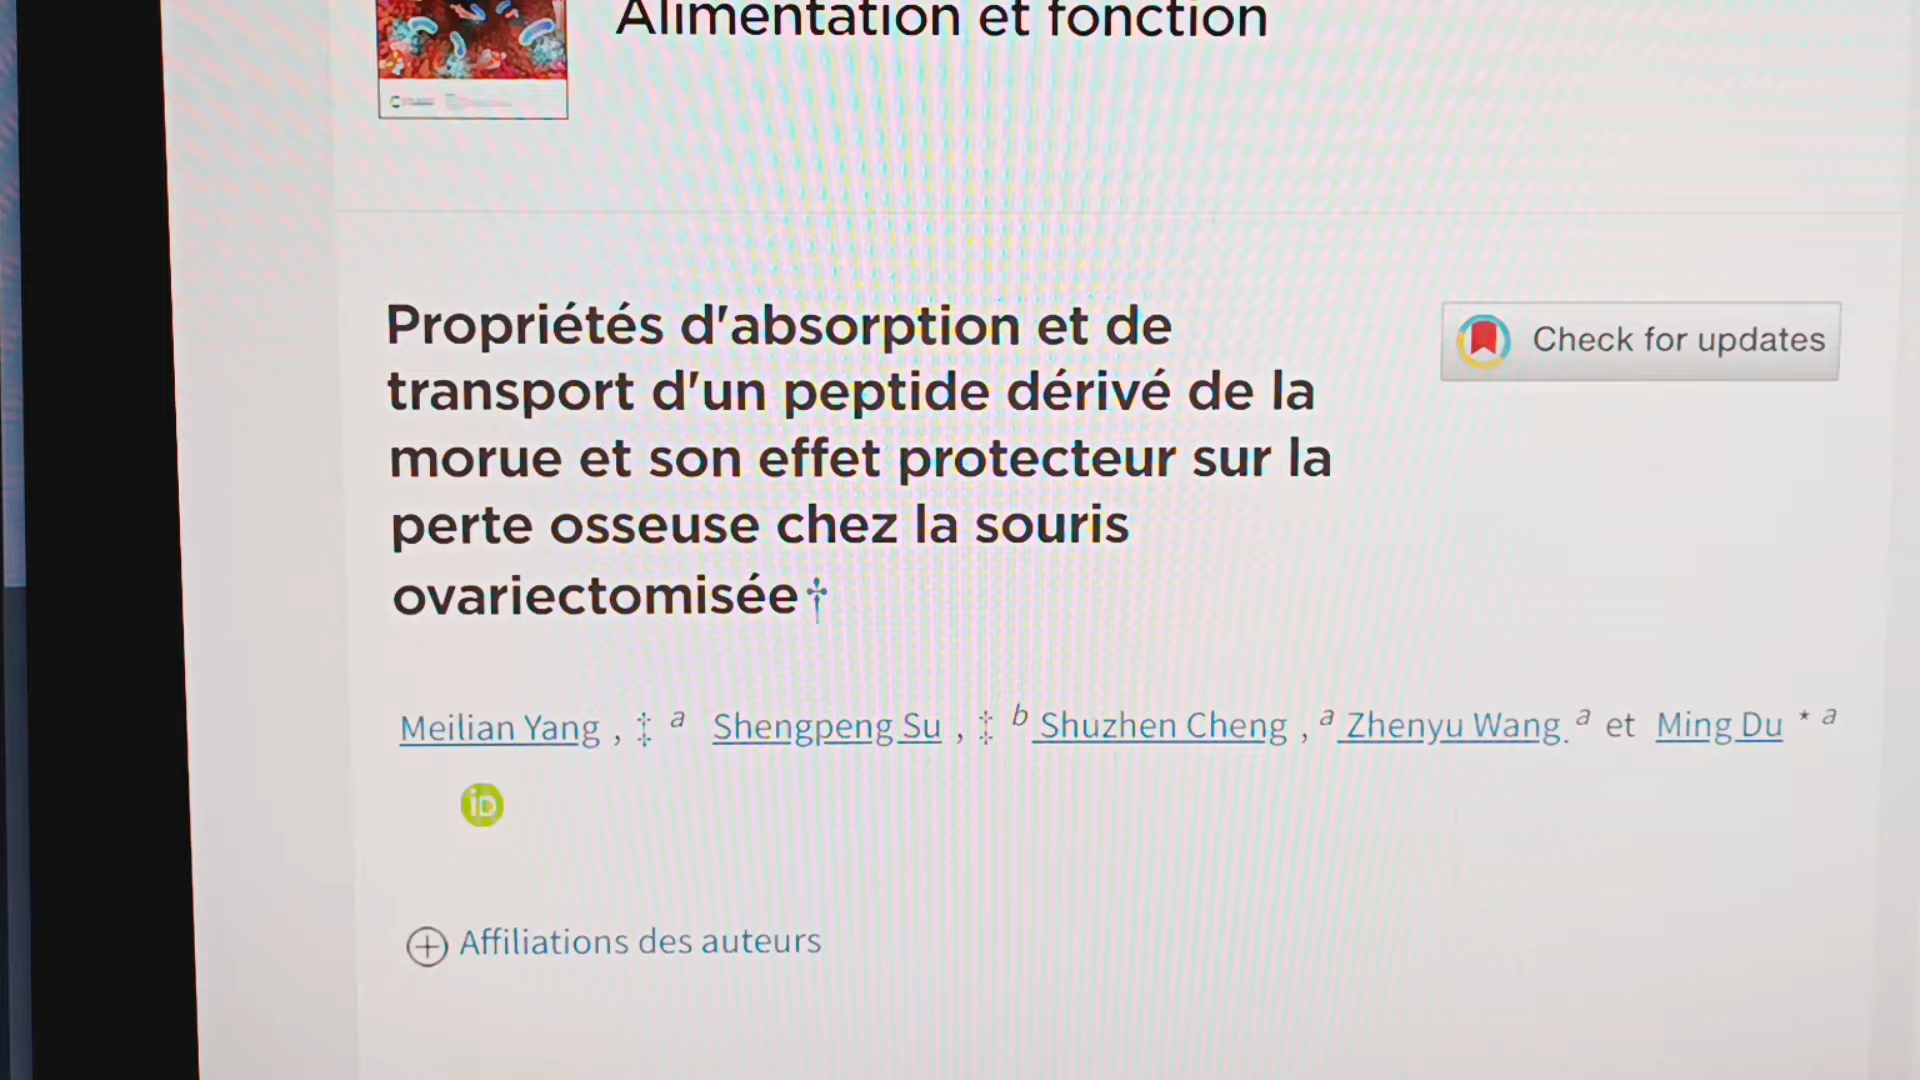 Alimentation et fonction
Propriétés d'absorption et de
transport d'un peptide dérivé de la
morue et son effet protecteur sur la
perte osseuse chez la souris
ovariectomisée†
Check for updates
Meilian Yang , ‡ a Shengpeng Su , ‡ b Shuzhen Cheng , a Zhenyu Wang. a et Ming Du * a
iD
Affiliations des auteurs